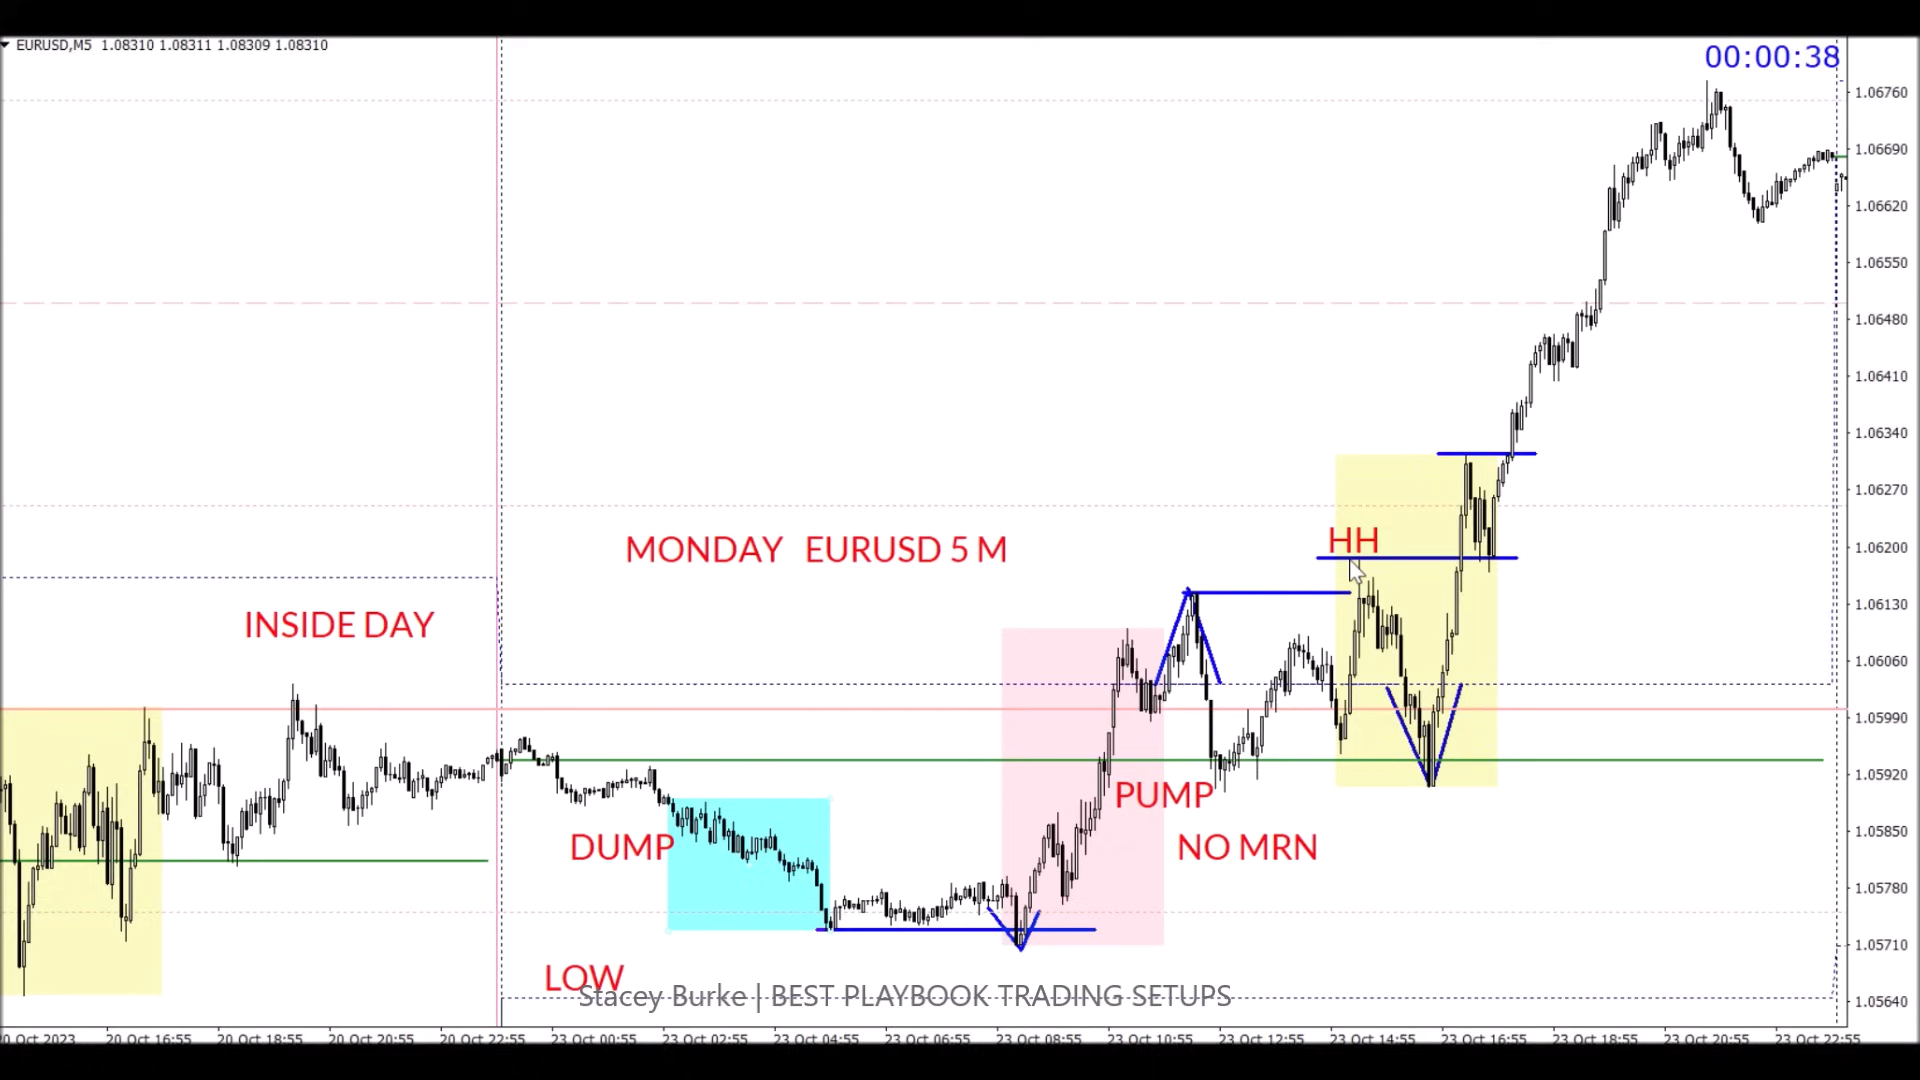 EURUSD,M5 1.08310 1.08311 1.08309 1.08310
00:00:38
1.06760
1.06690
1.06620
1.06550
1.06480
1.06410
1.06340
1.06270
HH
MONDAY EURUSD 5 M
1.06200
INSIDE DAY
1.06130
1.06060
1.05990
1.05920
PUMP
DUMP
NO MRN
1.05850
1.05780
1.05710
LOW
Stacey Burke | BEST PLAYBOOK TRADING SETUPS
1.05640
0 Oct 2023 20 Oct 16:55 20 Oct 18:55 20 Oct 20:55 20 Oct 22:55 23 Oct 00:55 23 Oct 02:55 23 Oct 04:55 23 Oct 06:55 23 Oct 08:55 23 Oct 10:55 23 Oct 12:55 23 Oct 14:55 23 Oct 16:55 23 Oct 18:55 23 Oct 20:55 23 Oct 22:55